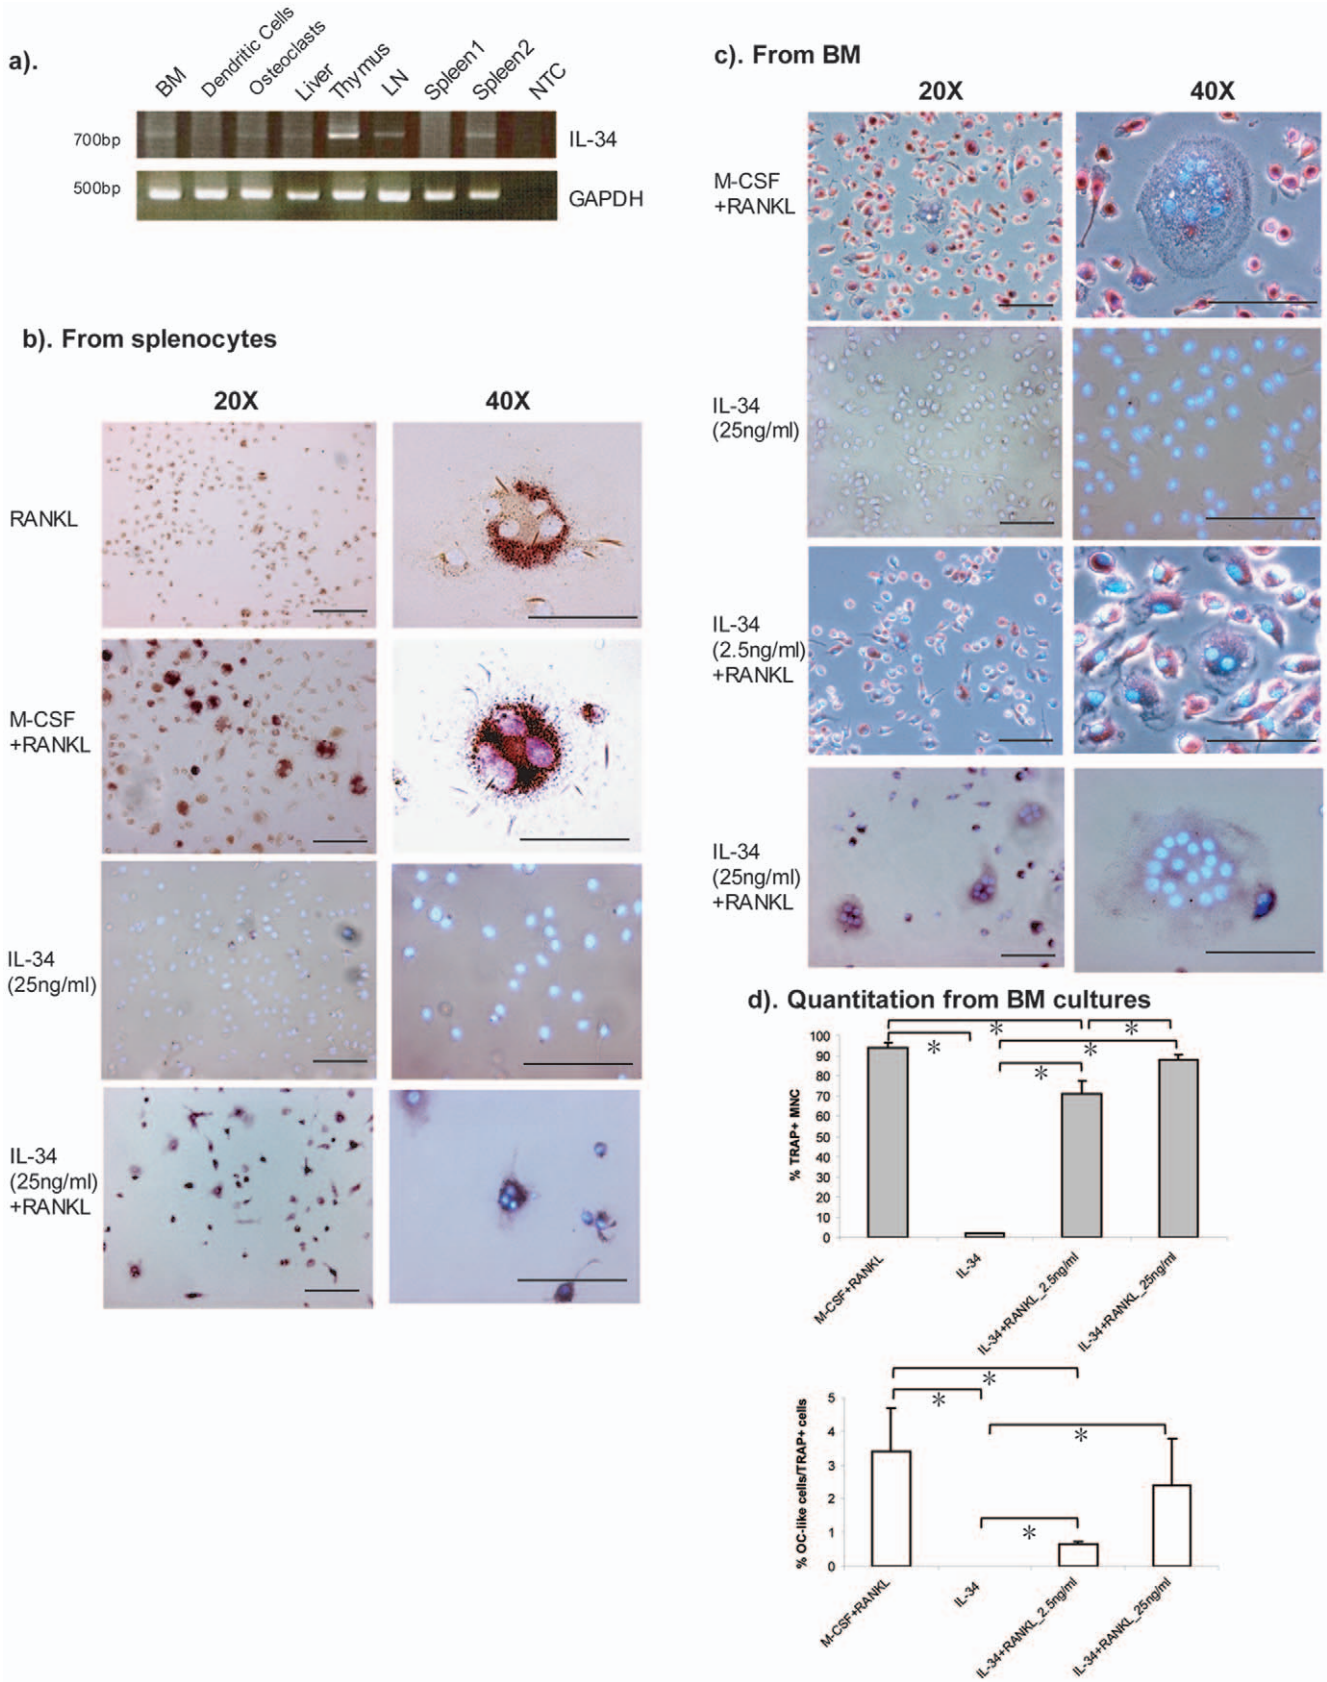 a).
BM
Dendritic Cells
Osteoclasts
Liver
Thymus
LN
Spleen1
Spleen2
NTC
700bp
IL-34
500bp
GAPDH
b). From splenocytes
20X
40X
RANKL
M-CSF
+RANKL
IL-34
(25ng/ml)
IL-34
(25ng/ml)
+RANKL
c). From BM
20X
40X
M-CSF
+RANKL
IL-34
(25ng/ml)
IL-34
(2.5ng/ml)
+RANKL
IL-34
(25ng/ml)
+RANKL
d). Quantitation from BM cultures
% TRAP+ MNC
100
90
80
70
60
50
40
30
20
10
0
*
*
*
*
*
M-CSF+RANKL
IL-34
IL-34+RANKL_2.5ng/ml
IL-34+RANKL_25ng/ml
% OC-like cells/TRAP+ cells
5
4
3
2
1
0
*
*
*
*
M-CSF+RANKL
IL-34
IL-34+RANKL_2.5ng/ml
IL-34+RANKL_25ng/ml